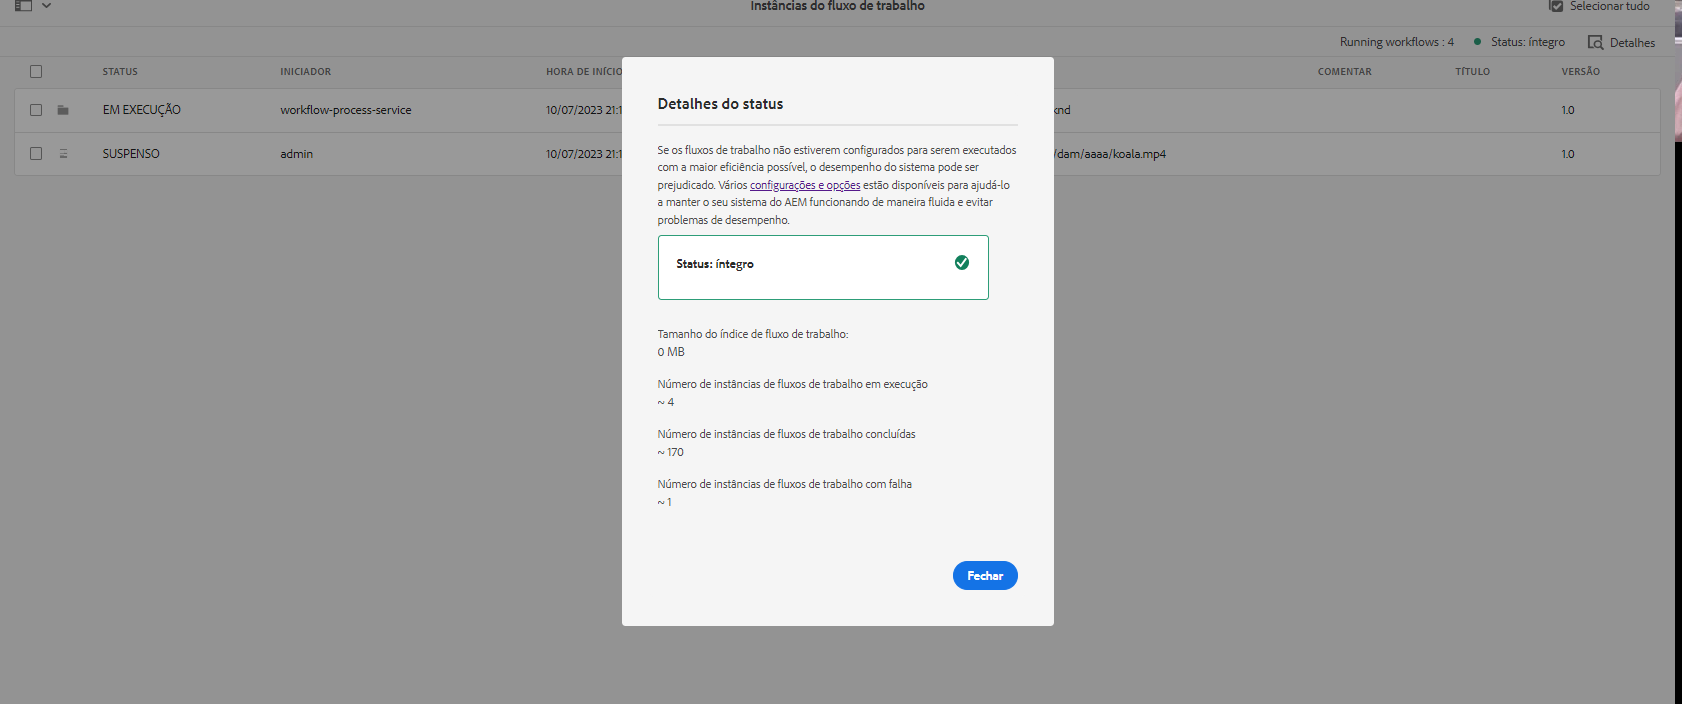 Instâncias do fluxo de trabalho
Selecionar tudo
Running workflows : 4 Status: íntegro Detalhes
STATUS INICIADOR HORA DE INÍCIO COMENTAR TÍTULO VERSÃO
EM EXECUÇÃO workflow-process-service 10/07/2023 21:1 1.0
SUSPENSO admin 10/07/2023 21:1 /dam/aaaa/koala.mp4 1.0
Detalhes do status
Se os fluxos de trabalho não estiverem configurados para serem executados
com a maior eficiência possível, o desempenho do sistema pode ser
prejudicado. Vários configurações e opções estão disponíveis para ajudá-lo
a manter o seu sistema do AEM funcionando de maneira fluida e evitar
problemas de desempenho.
Status: íntegro
Tamanho do índice de fluxo de trabalho:
0 MB
Número de instâncias de fluxos de trabalho em execução
~ 4
Número de instâncias de fluxos de trabalho concluídas
~ 170
Número de instâncias de fluxos de trabalho com falha
~ 1
Fechar